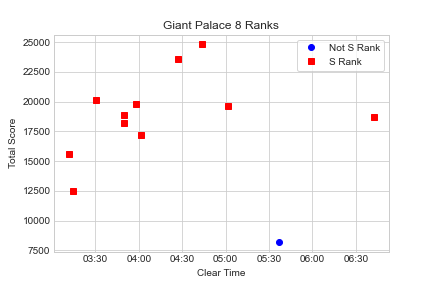 Giant Palace 8 Ranks
Not S Rank
S Rank
Total Score
25000
22500
20000
17500
15000
12500
10000
7500
03:30 04:00 04:30 05:00 05:30 06:00 06:30
Clear Time